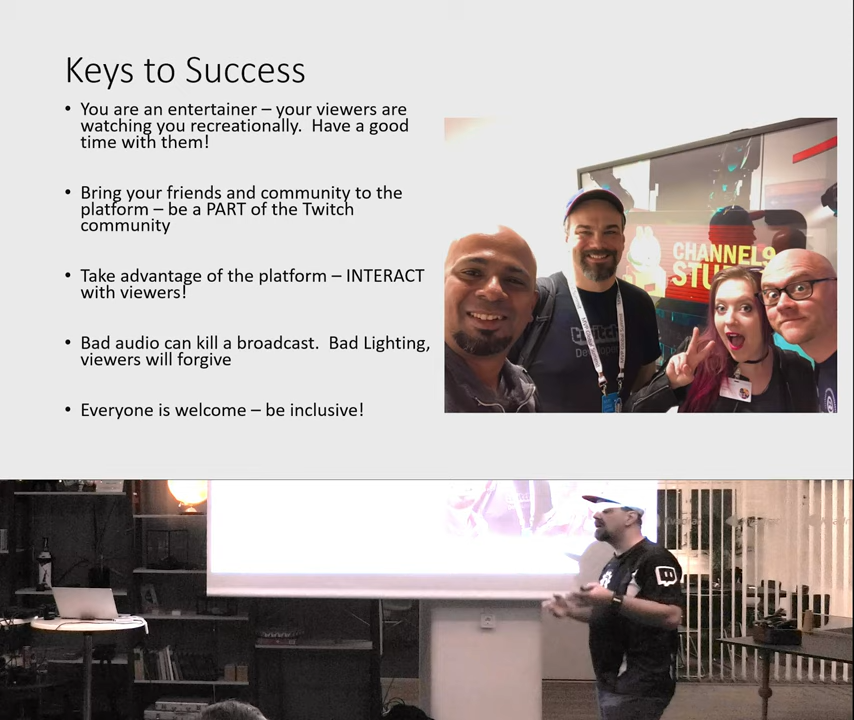 Keys to Success
• You are an entertainer – your viewers are
watching you recreationally.  Have a good
time with them!
• Bring your friends and community to the
platform – be a PART of the Twitch
community
• Take advantage of the platform – INTERACT
with viewers!
• Bad audio can kill a broadcast.  Bad Lighting,
viewers will forgive
• Everyone is welcome – be inclusive!
CHANNEL9
twitch